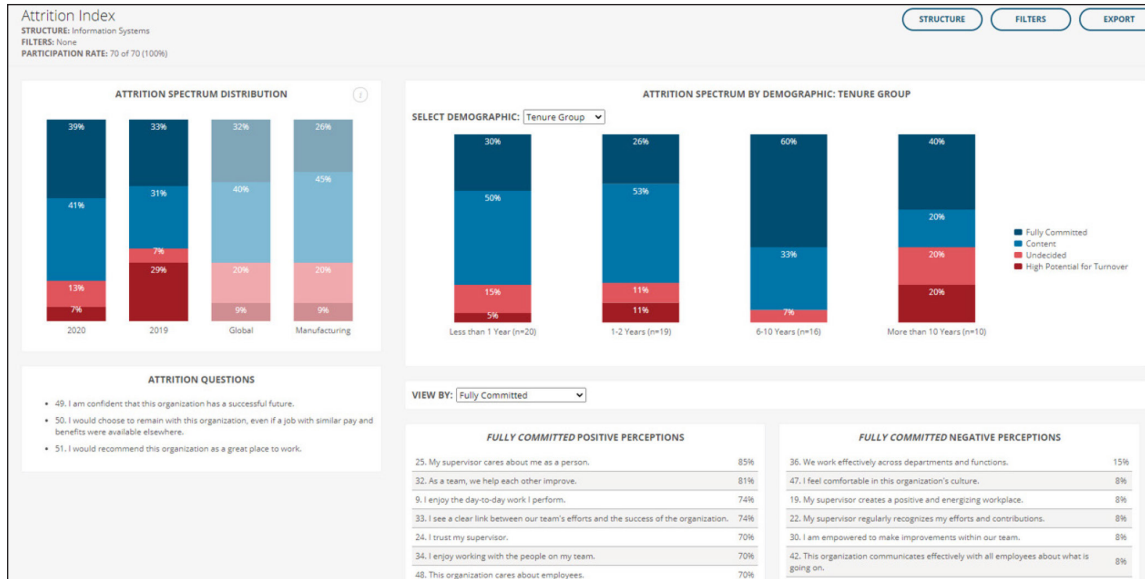 Attrition Index
STRUCTURE: Information Systems
FILTERS: None
PARTICIPATION RATE: 70 of 70 (100%)
STRUCTURE
FILTERS
EXPORT
ATTRITION SPECTRUM DISTRIBUTION
i
39%
41%
13%
7%
2020
33%
31%
7%
29%
2019
32%
40%
20%
9%
Global
26%
45%
20%
9%
Manufacturing
ATTRITION QUESTIONS
• 49. I am confident that this organization has a successful future.
• 50. I would choose to remain with this organization, even if a job with similar pay and
benefits were available elsewhere.
• 51. I would recommend this organization as a great place to work.
ATTRITION SPECTRUM BY DEMOGRAPHIC: TENURE GROUP
SELECT DEMOGRAPHIC: Tenure Group
30%
50%
15%
5%
Less than 1 Year (n=20)
26%
53%
11%
11%
1-2 Years (n=19)
60%
33%
7%
6-10 Years (n=16)
40%
20%
20%
20%
More than 10 Years (n=10)
Fully Committed
Content
Undecided
High Potential for Turnover
VIEW BY: Fully Committed
FULLY COMMITTED POSITIVE PERCEPTIONS
25. My supervisor cares about me as a person. 85%
32. As a team, we help each other improve. 81%
9. I enjoy the day-to-day work I perform. 74%
33. I see a clear link between our team's efforts and the success of the organization. 74%
24. I trust my supervisor. 70%
34. I enjoy working with the people on my team. 70%
48. This organization cares about employees. 70%
FULLY COMMITTED NEGATIVE PERCEPTIONS
36. We work effectively across departments and functions. 15%
47. I feel comfortable in this organization's culture. 8%
19. My supervisor creates a positive and energizing workplace. 8%
22. My supervisor regularly recognizes my efforts and contributions. 8%
30. I am empowered to make improvements within our team. 8%
42. This organization communicates effectively with all employees about what is
going on. 8%